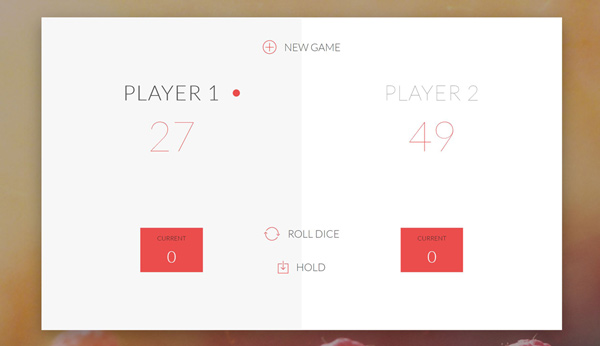 NEW GAME
PLAYER 1
27
PLAYER 2
49
CURRENT
0
ROLL DICE
HOLD
CURRENT
0